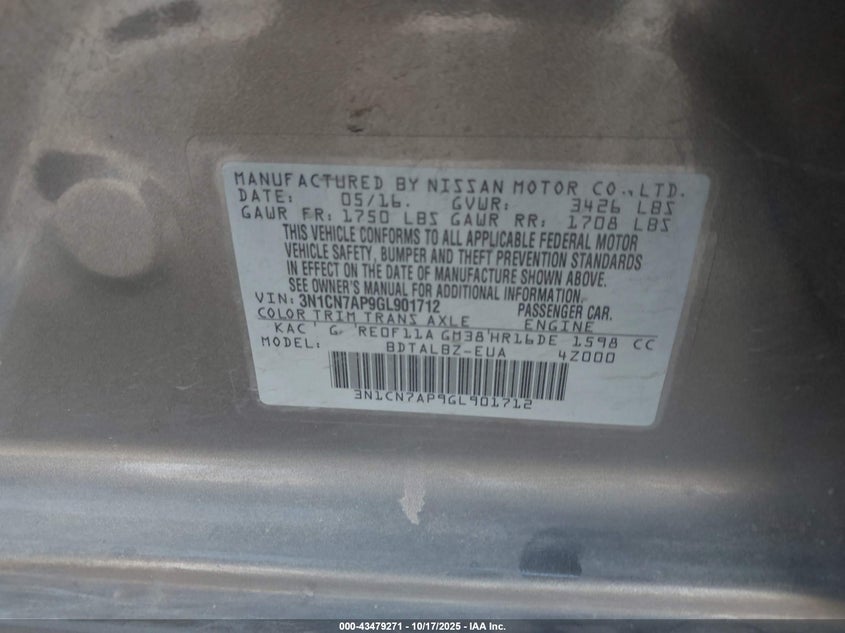 MANUFACTURED BY NISSAN MOTOR CO., LTD.
DATE: 05/16. GVWR: 3426 LBS
GAWR FR: 1750 LBS GAWR RR: 1708 LBS
THIS VEHICLE CONFORMS TO ALL APPLICABLE FEDERAL MOTOR
VEHICLE SAFETY, BUMPER AND THEFT PREVENTION STANDARDS
IN EFFECT ON THE DATE OF MANUFACTURE SHOWN ABOVE.
SEE OWNER'S MANUAL FOR ADDITIONAL INFORMATION.
VIN: 3N1CN7AP9GL901712 PASSENGER CAR.
COLOR TRIM TRANS AXLE ENGINE
KAC G RE0F11A GM38 HR16DE 1598 CC
MODEL: BDTALBZ-EUA 4Z000
3N1CN7AP9GL901712
000-43479271 | 10/17/2025 - IAA Inc.